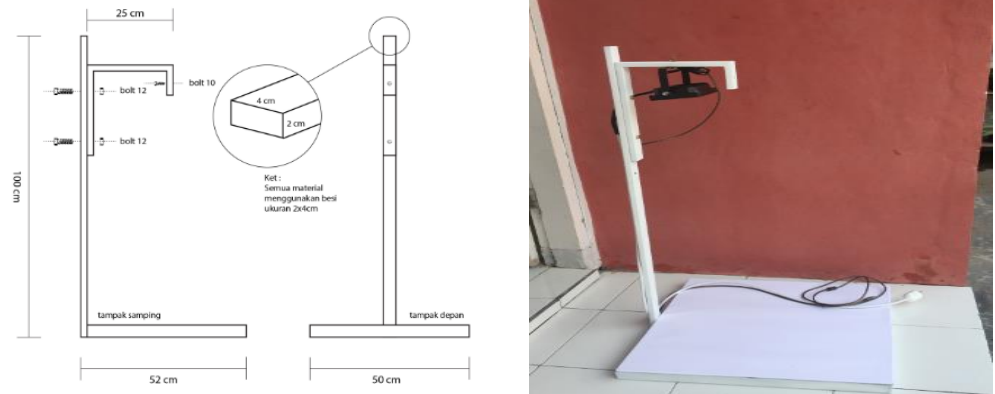 25 cm
bolt 10
bolt 12
bolt 12
100 cm
4 cm
2 cm
Ket :
Semua material
menggunakan besi
ukuran 2x4cm
tampak samping
tampak depan
52 cm
50 cm